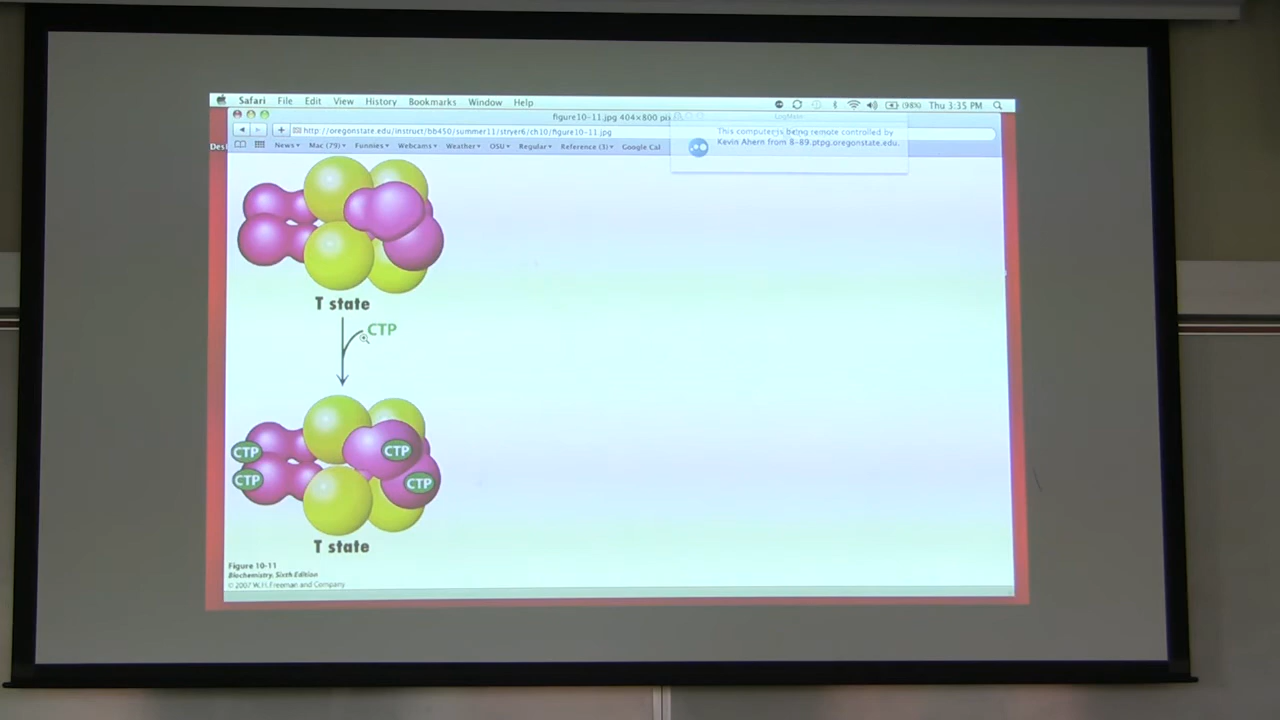 Safari File Edit View History Bookmarks Window Help (98%) Thu 3:35 PM
figure10-11.jpg 404×800 pix
http://oregonstate.edu/instruct/bb450/summer11/stryer6/ch10/figure10-11.jpg
This computer is being remote controlled by
Kevin Ahern from 8-89.ptpg.oregonstate.edu.
News Mac (79) Funnies Webcams Weather OSU Regular Reference (3) Google Cal
T state
CTP
CTP
CTP
CTP
CTP
T state
Figure 10-11
Biochemistry, Sixth Edition
© 2007 W.H. Freeman and Company